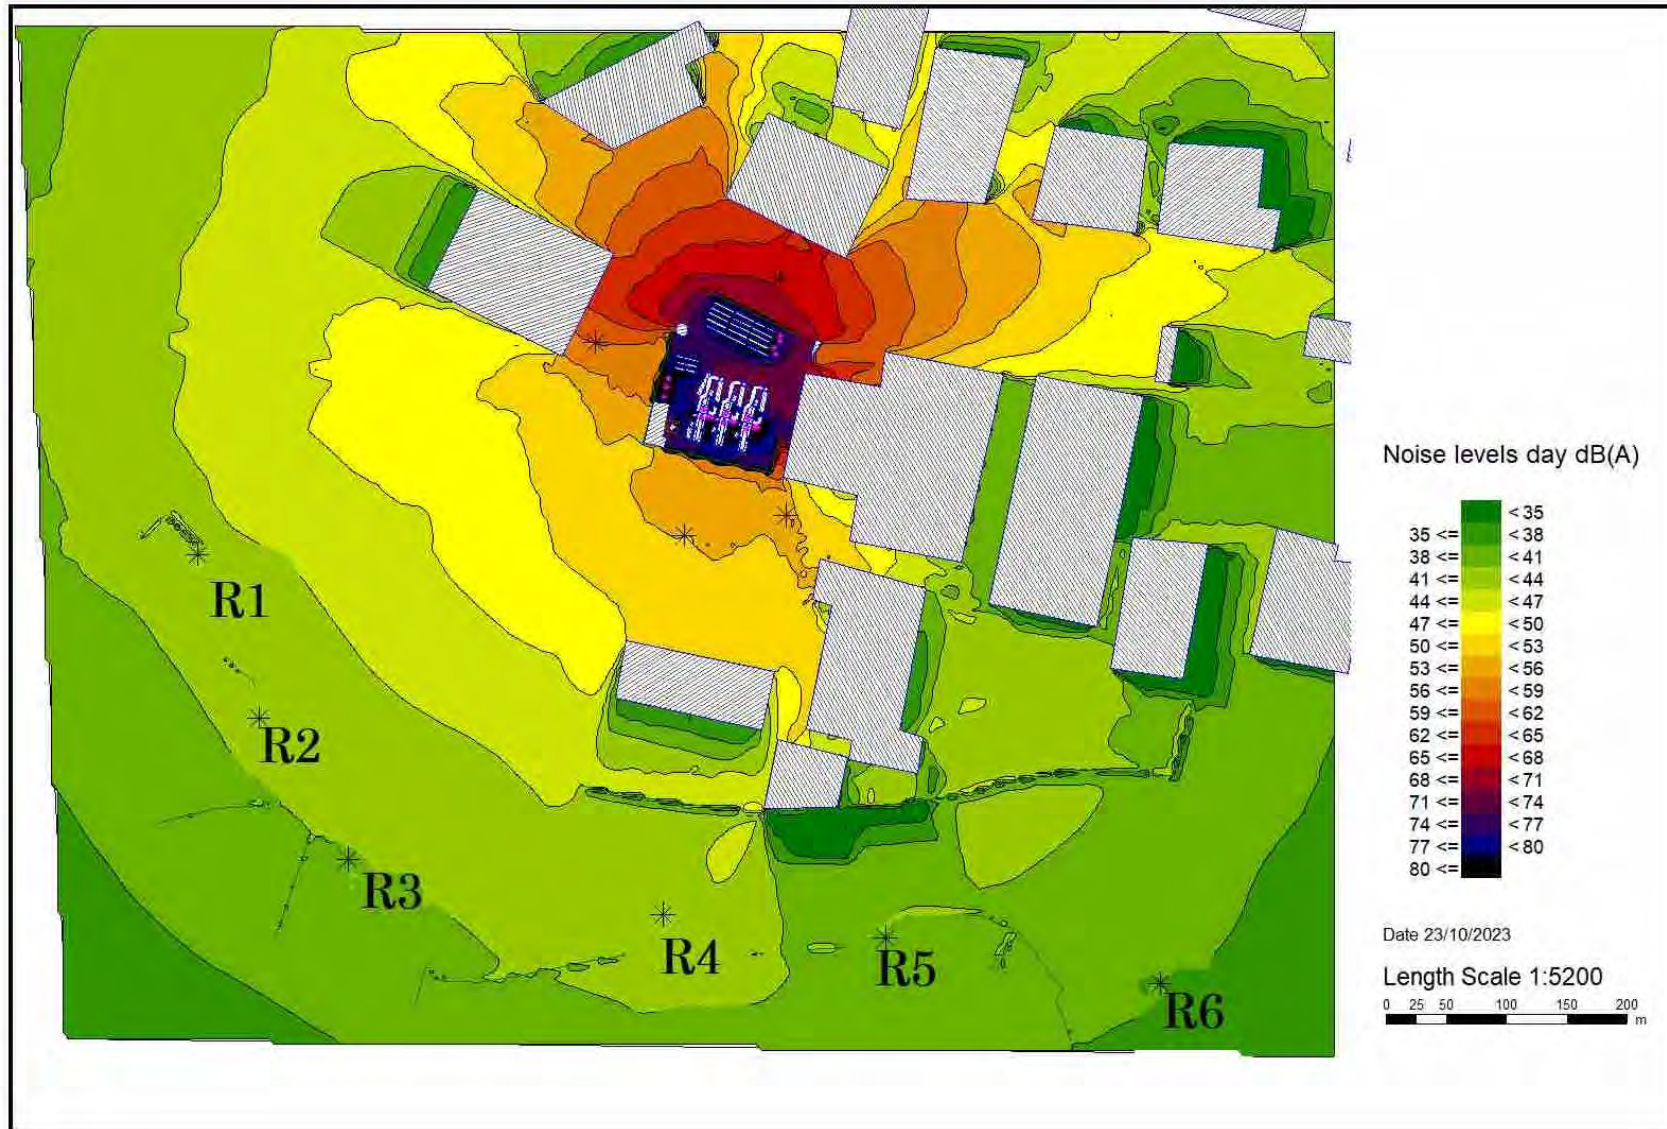 R1
R2
R3
R4
R5
R6
Noise levels day dB(A)
< 35
35 <= < 38
38 <= < 41
41 <= < 44
44 <= < 47
47 <= < 50
50 <= < 53
53 <= < 56
56 <= < 59
59 <= < 62
62 <= < 65
65 <= < 68
68 <= < 71
71 <= < 74
74 <= < 77
77 <= < 80
80 <=
Date 23/10/2023
Length Scale 1:5200
0 25 50 100 150 200
m